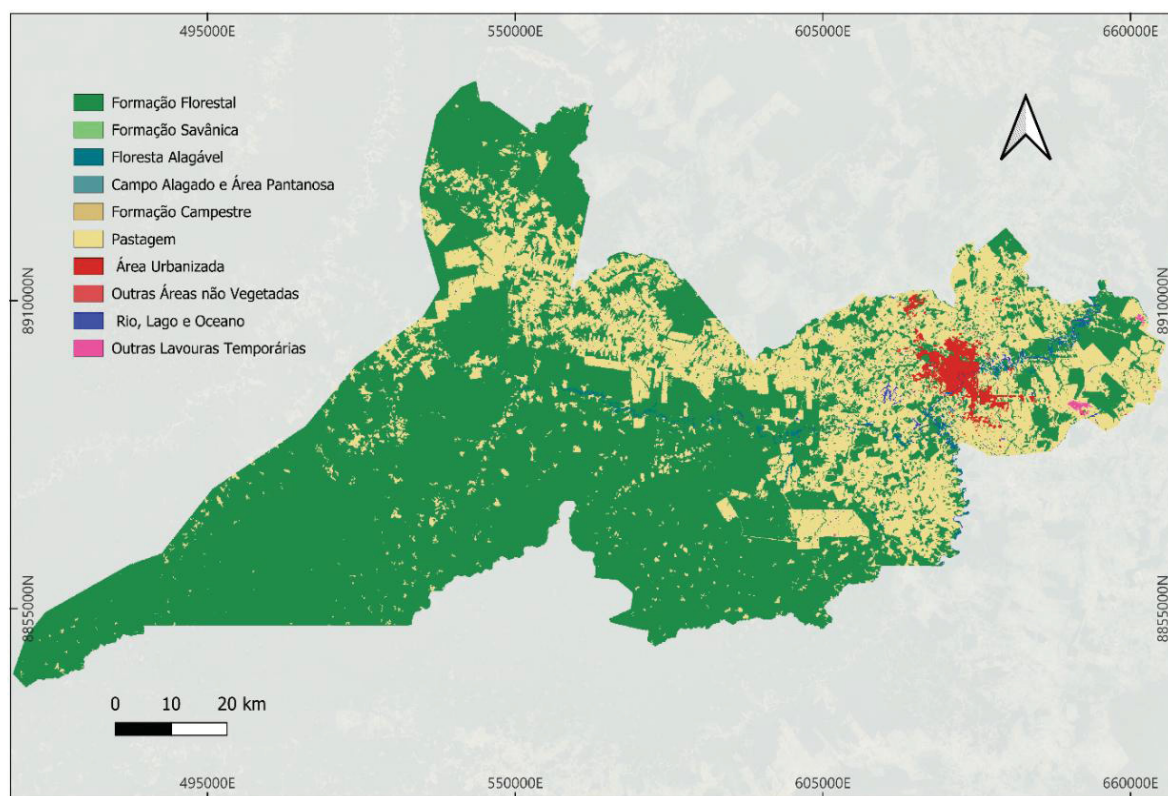 495000E 550000E 605000E 660000E
Formação Florestal
Formação Savânica
Floresta Alagável
Campo Alagado e Área Pantanosa
Formação Campestre
Pastagem
Área Urbanizada
Outras Áreas não Vegetadas
Rio, Lago e Oceano
Outras Lavouras Temporárias
8910000N 8910000N
8855000N 8855000N
0 10 20 km
495000E 550000E 605000E 660000E